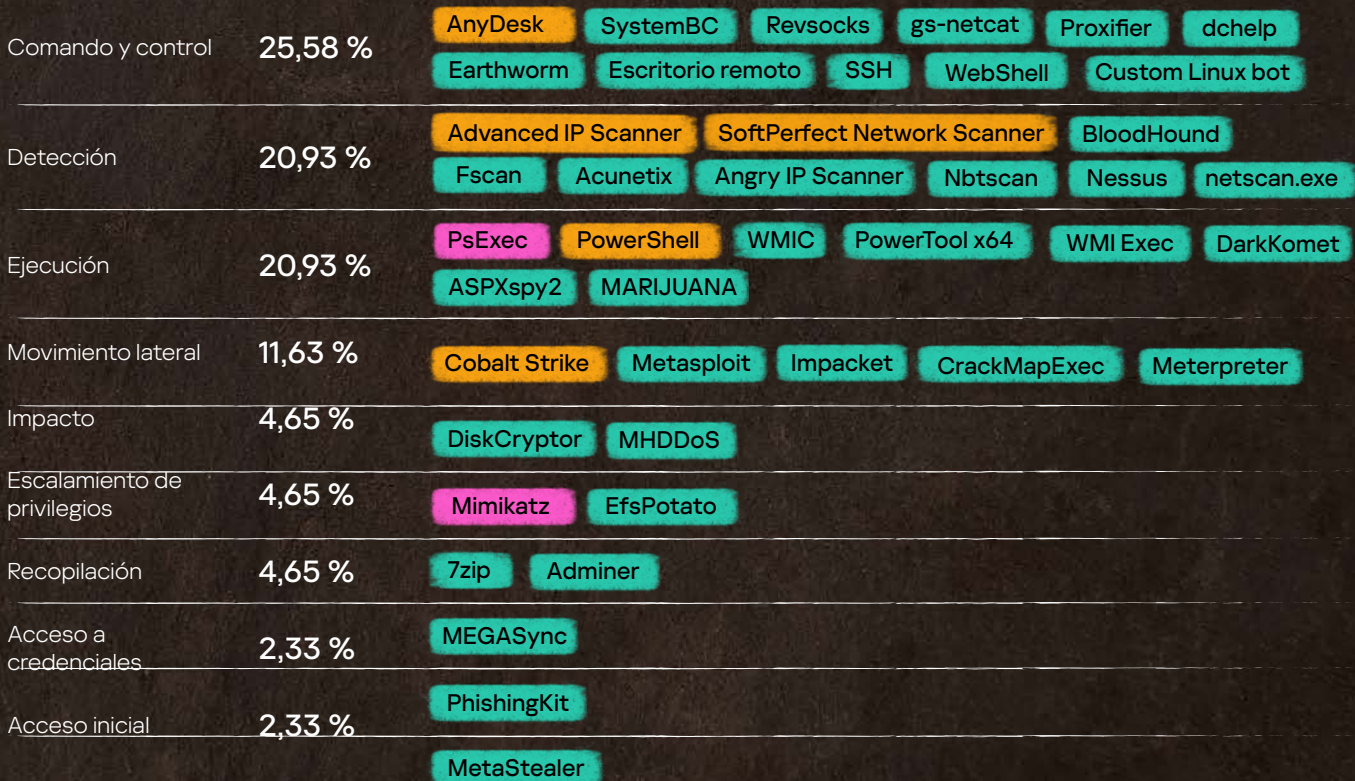 Comando y control 25,58 % AnyDesk SystemBC Revsocks gs-netcat Proxifier dchelp
Earthworm Escritorio remoto SSH WebShell Custom Linux bot
Detección 20,93 % Advanced IP Scanner SoftPerfect Network Scanner BloodHound
Fscan Acunetix Angry IP Scanner Nbtscan Nessus netscan.exe
Ejecución 20,93 % PsExec PowerShell WMIC PowerTool x64 WMI Exec DarkKomet
ASPXspy2 MARIJUANA
Movimiento lateral 11,63 % Cobalt Strike Metasploit Impacket CrackMapExec Meterpreter
Impacto 4,65 % DiskCryptor MHDDoS
Escalamiento de
privilegios 4,65 % Mimikatz EfsPotato
Recopilación 4,65 % 7zip Adminer
Acceso a
credenciales 2,33 % MEGASync
PhishingKit
Acceso inicial 2,33 %
MetaStealer